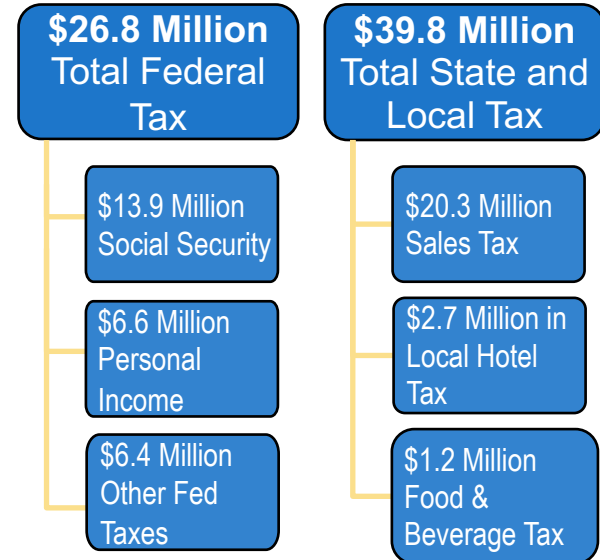 $26.8 Million
Total Federal
Tax
$13.9 Million
Social Security
$6.6 Million
Personal
Income
$6.4 Million
Other Fed
Taxes
$39.8 Million
Total State and
Local Tax
$20.3 Million
Sales Tax
$2.7 Million in
Local Hotel
Tax
$1.2 Million
Food &
Beverage Tax